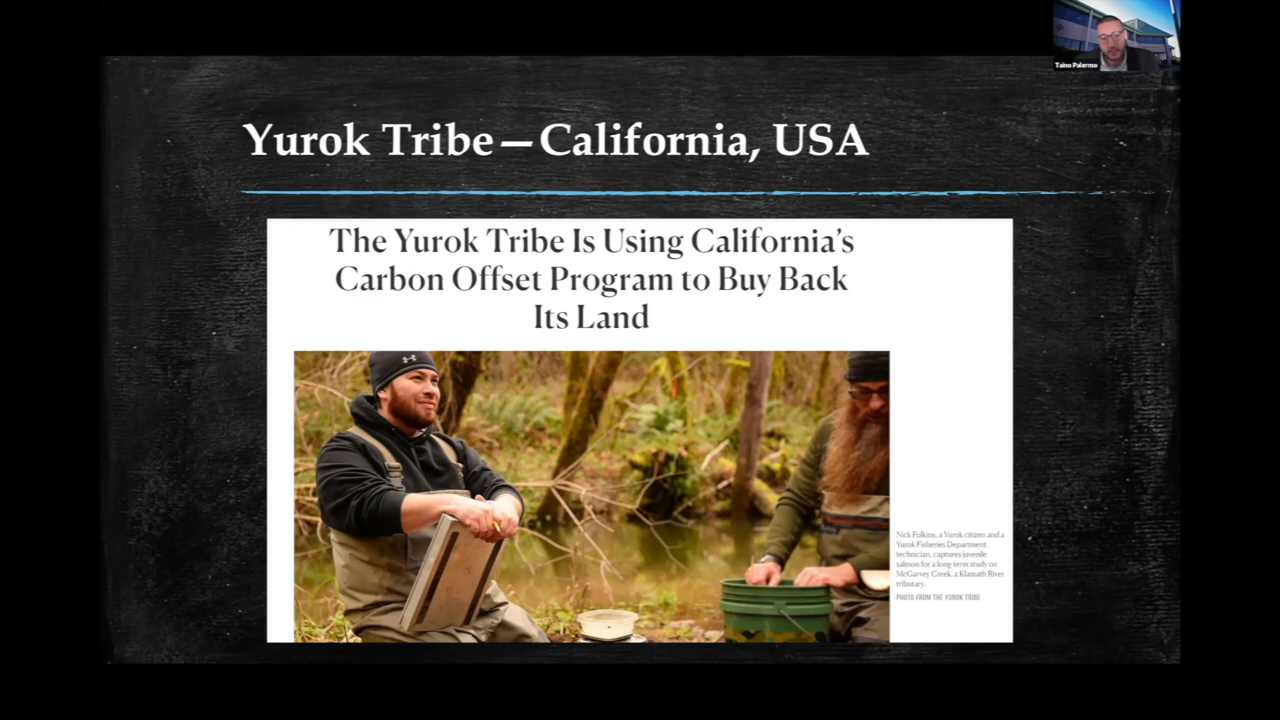 Taino Palermo
Yurok Tribe—California, USA
The Yurok Tribe Is Using California's
Carbon Offset Program to Buy Back
Its Land
Nick Folkins, a Yurok citizen and a
Yurok Fisheries Department
technician, captures juvenile
salmon for a long-term study on
McGarvey Creek, a Klamath River
tributary.
PHOTO FROM THE YUROK TRIBE